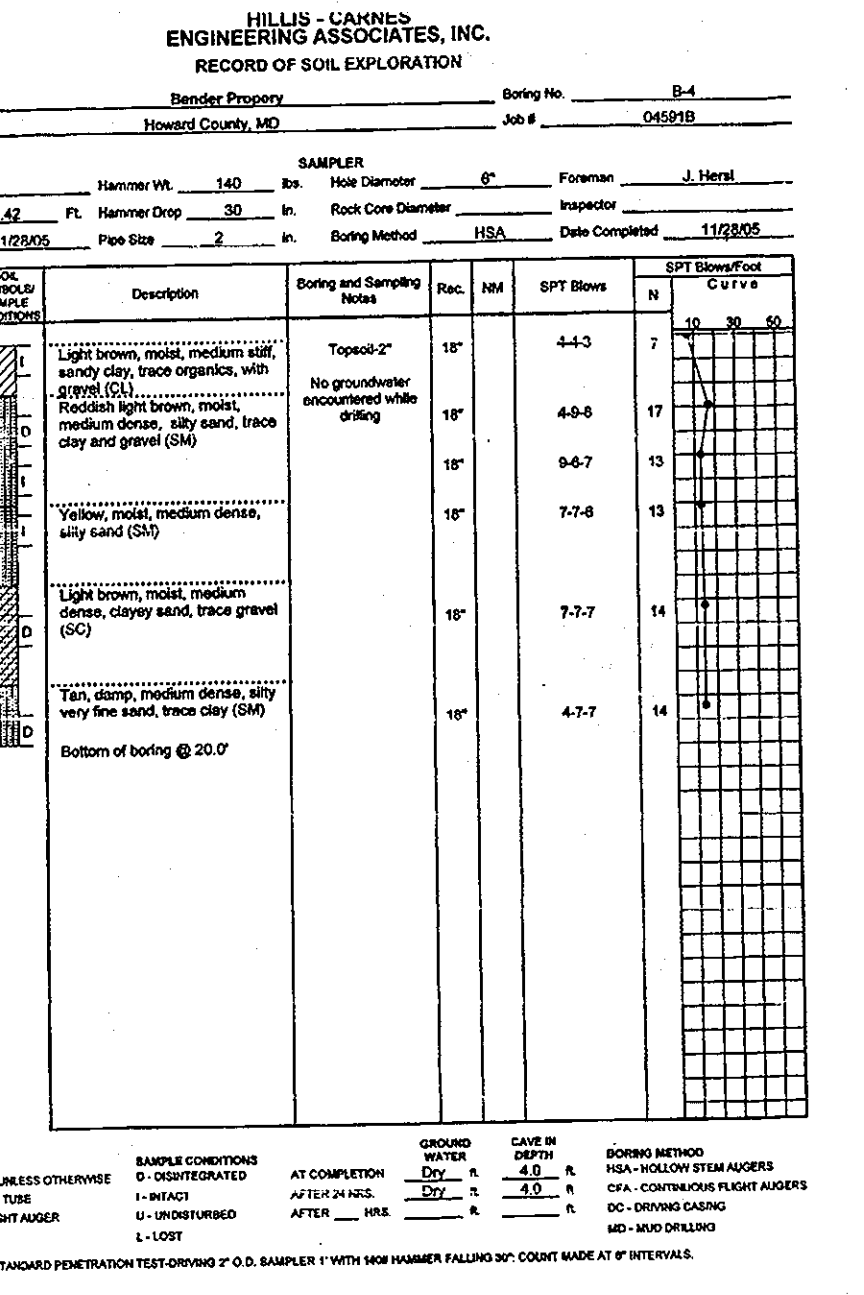 HILLIS - CARNES
ENGINEERING ASSOCIATES, INC.
RECORD OF SOIL EXPLORATION
Bender Propory Boring No. B-4
Howard County, MD Job # 04591B
SAMPLER
Hammer Wt. 140 lbs. Hole Diameter 6" Foreman J. Hersl
.42 Ft. Hammer Drop 30 in. Rock Core Diameter Inspector
1/28/05 Pipe Size 2 in. Boring Method HSA Date Completed 11/28/05
Description Boring and Sampling Notes Rec. NM SPT Blows N SPT Blows/Foot Curve
10 30 50
Light brown, moist, medium stiff, Topsoil-2" 18" 4-4-3 7
sandy clay, trace organics, with
gravel (CL) No groundwater
Reddish light brown, moist, encountered while
medium dense, silty sand, trace drilling 18" 4-9-8 17
clay and gravel (SM)
18" 9-6-7 13
Yellow, moist, medium dense, 18" 7-7-6 13
silty sand (SM)
Light brown, moist, medium
dense, clayey sand, trace gravel 18" 7-7-7 14
(SC)
Tan, damp, medium dense, silty
very fine sand, trace clay (SM) 18" 4-7-7 14
Bottom of boring @ 20.0'
SAMPLE CONDITIONS GROUND WATER CAVE IN DEPTH BORING METHOD
UNLESS OTHERWISE D - DISINTEGRATED AT COMPLETION Dry ft. 4.0 ft. HSA - HOLLOW STEM AUGERS
TUBE I - INTACT AFTER 24 HRS. Dry ft. 4.0 ft. CFA - CONTINUOUS FLIGHT AUGERS
GHT AUGER U - UNDISTURBED AFTER ___ HRS. ft. ft. DC - DRIVING CASING
L - LOST MD - MUD DRILLING
TANDARD PENETRATION TEST-DRIVING 2" O.D. SAMPLER 1' WITH 140# HAMMER FALLING 30": COUNT MADE AT 6" INTERVALS.